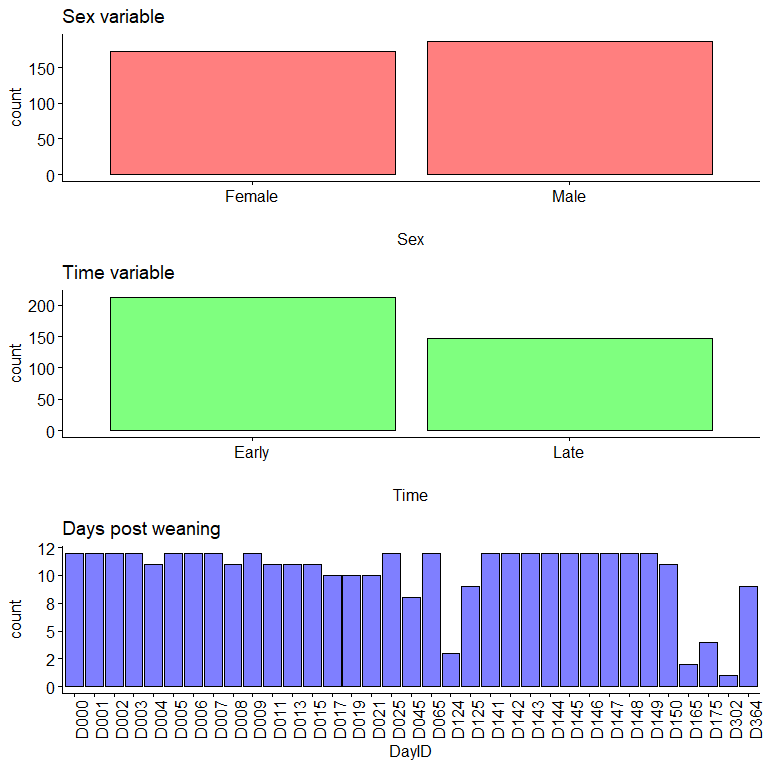 Sex variable
count
150
100
50
0
Female Male
Sex
Time variable
count
200
150
100
50
0
Early Late
Time
Days post weaning
count
12
10
8
5
2
0
D000 D001 D002 D003 D004 D005 D006 D007 D008 D009 D011 D013 D015 D017 D019 D021 D025 D045 D065 D124 D125 D141 D142 D143 D144 D145 D146 D147 D148 D149 D150 D165 D175 D302 D364
DayID